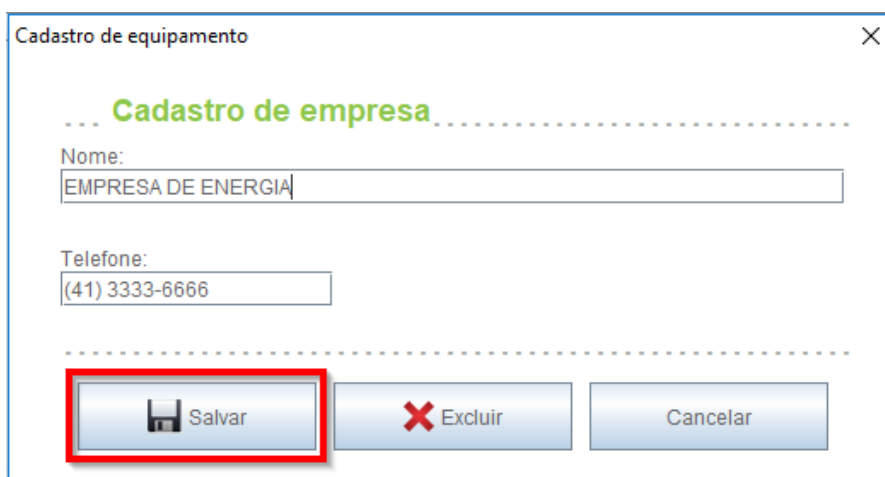 Cadastro de equipamento
Cadastro de empresa
Nome:
EMPRESA DE ENERGIA
Telefone:
(41) 3333-6666
Salvar Excluir Cancelar